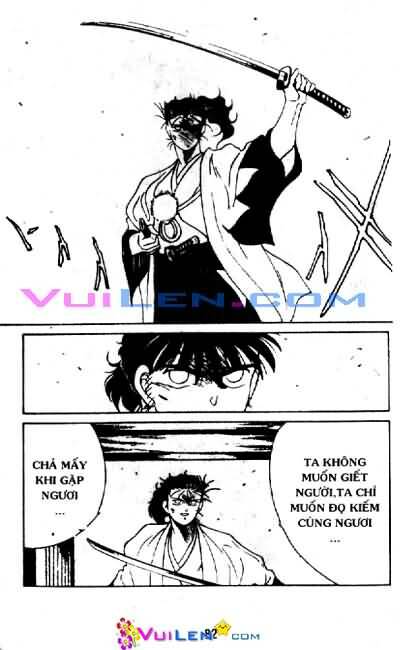 VUILEN.COM
TA KHÔNG
MUỐN GIẾT
NGƯỜI,TA CHỈ
MUỐN ĐỌ KIẾM
CÙNG NGƯƠI
...
CHẢ MẤY
KHI GẶP
NGƯƠI
...
VUILEN.COM
82